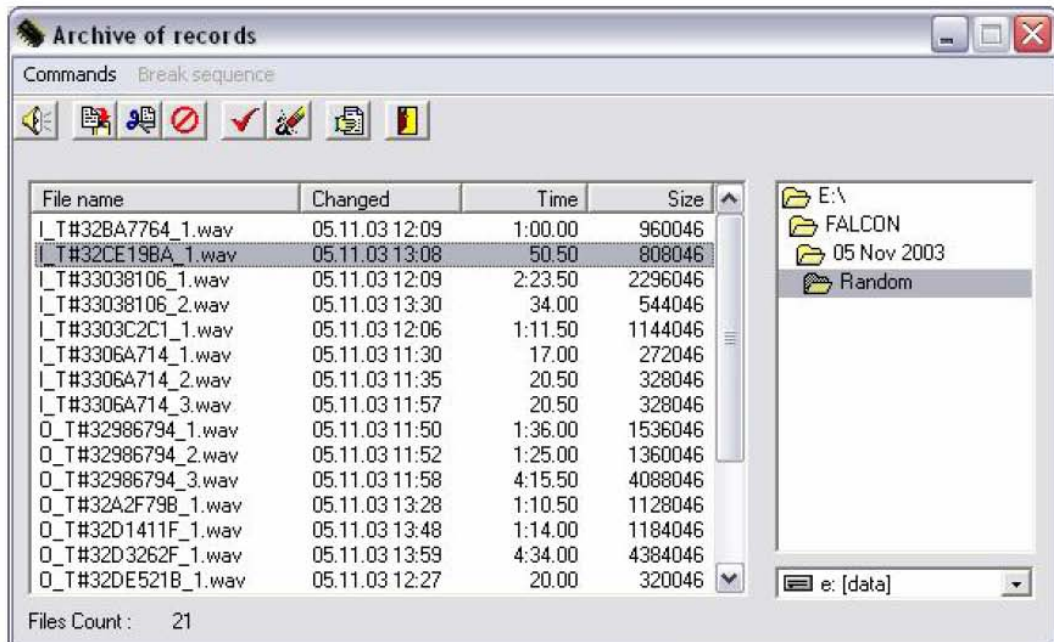 Archive of records
Commands Break sequence
File name Changed Time Size
I_T#32BA7764_1.wav 05.11.03 12:09 1:00.00 960046
I_T#32CE19BA_1.wav 05.11.03 13:08 50.50 808046
I_T#33038106_1.wav 05.11.03 12:09 2:23.50 2296046
I_T#33038106_2.wav 05.11.03 13:30 34.00 544046
I_T#3303C2C1_1.wav 05.11.03 12:06 1:11.50 1144046
I_T#3306A714_1.wav 05.11.03 11:30 17.00 272046
I_T#3306A714_2.wav 05.11.03 11:35 20.50 328046
I_T#3306A714_3.wav 05.11.03 11:57 20.50 328046
O_T#32986794_1.wav 05.11.03 11:50 1:36.00 1536046
O_T#32986794_2.wav 05.11.03 11:52 1:25.00 1360046
O_T#32986794_3.wav 05.11.03 11:58 4:15.50 4088046
O_T#32A2F79B_1.wav 05.11.03 13:28 1:10.50 1128046
O_T#32D1411F_1.wav 05.11.03 13:48 1:14.00 1184046
O_T#32D3262F_1.wav 05.11.03 13:59 4:34.00 4384046
O_T#32DE521B_1.wav 05.11.03 12:27 20.00 320046
E:\
FALCON
05 Nov 2003
Random
e: [data]
Files Count : 21